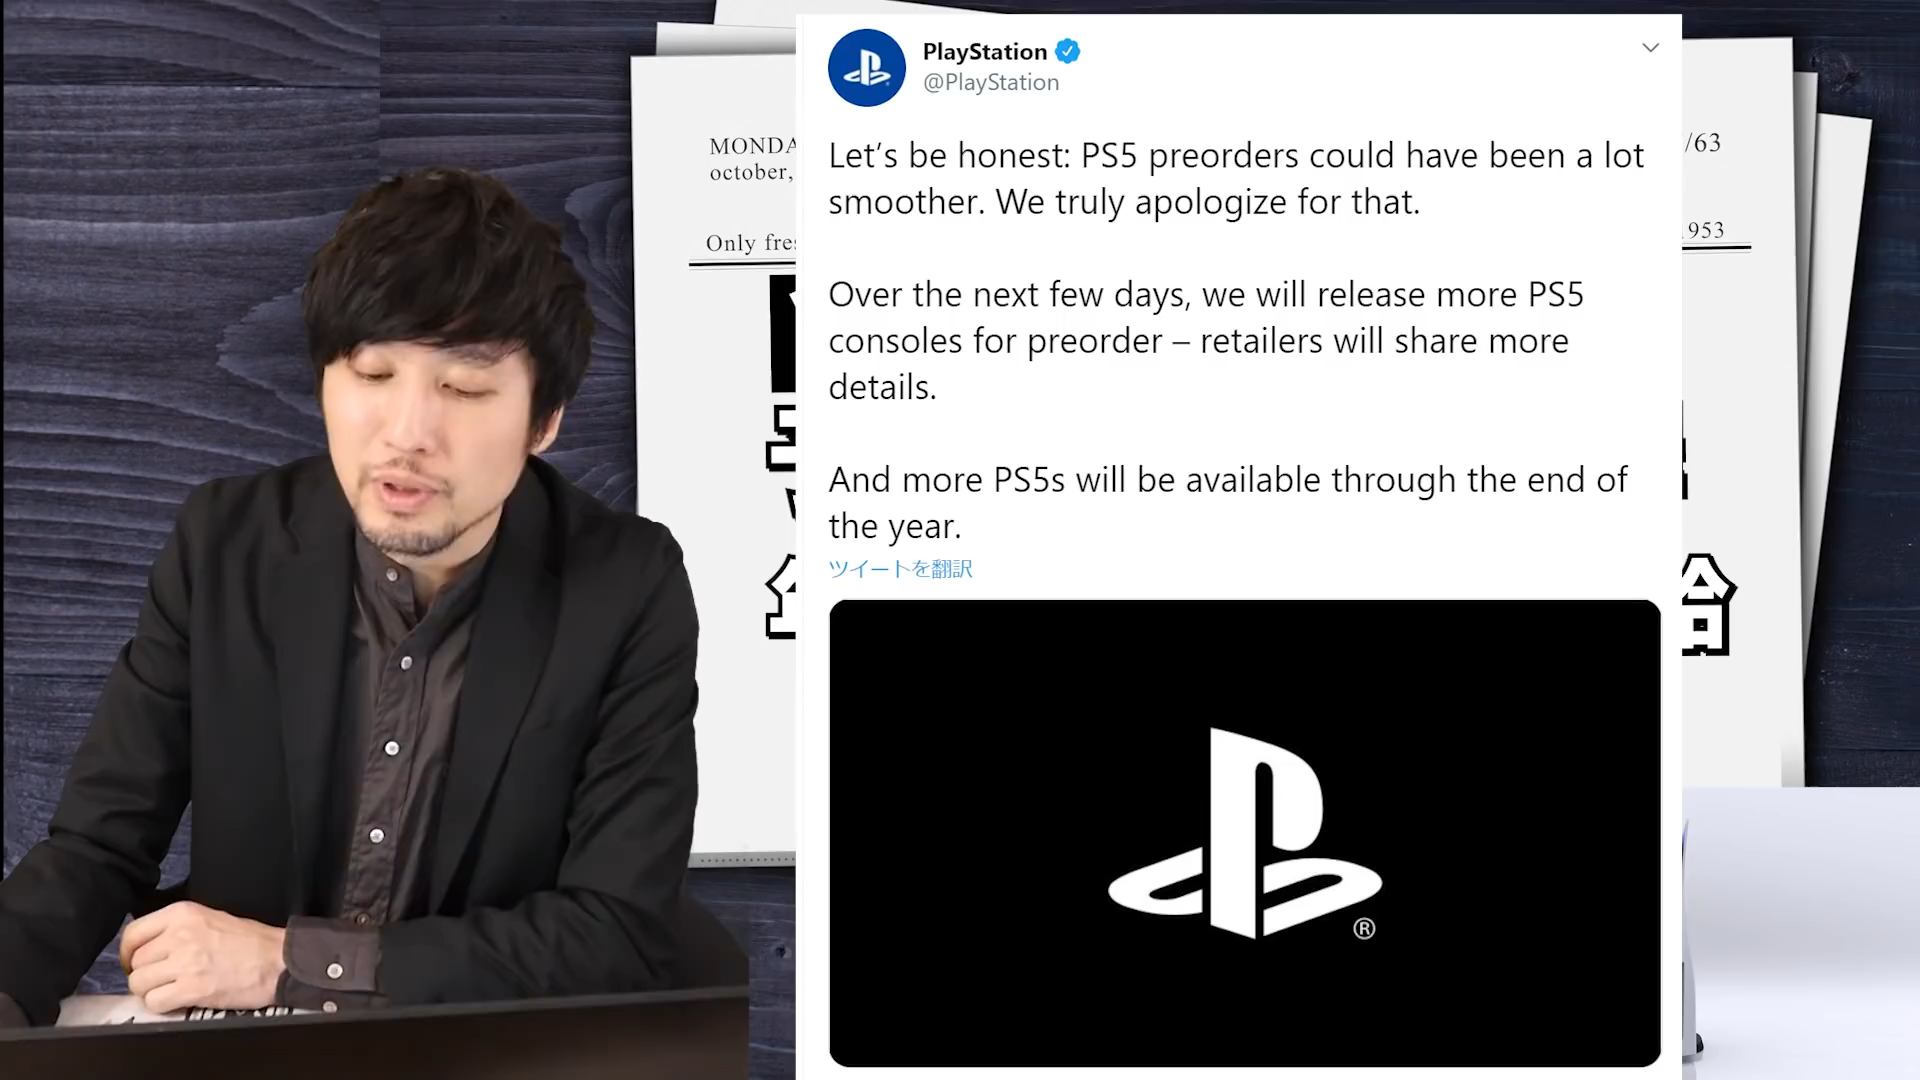 PlayStation
@PlayStation
Let's be honest: PS5 preorders could have been a lot
smoother. We truly apologize for that.
Over the next few days, we will release more PS5
consoles for preorder – retailers will share more
details.
And more PS5s will be available through the end of
the year.
ツイートを翻訳
®
october,
/63
Only
953